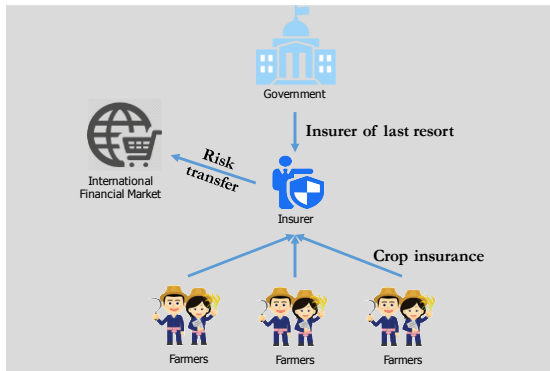 Government
Insurer of last resort
Risk
transfer
International
Financial Market
Insurer
Crop insurance
Farmers
Farmers
Farmers